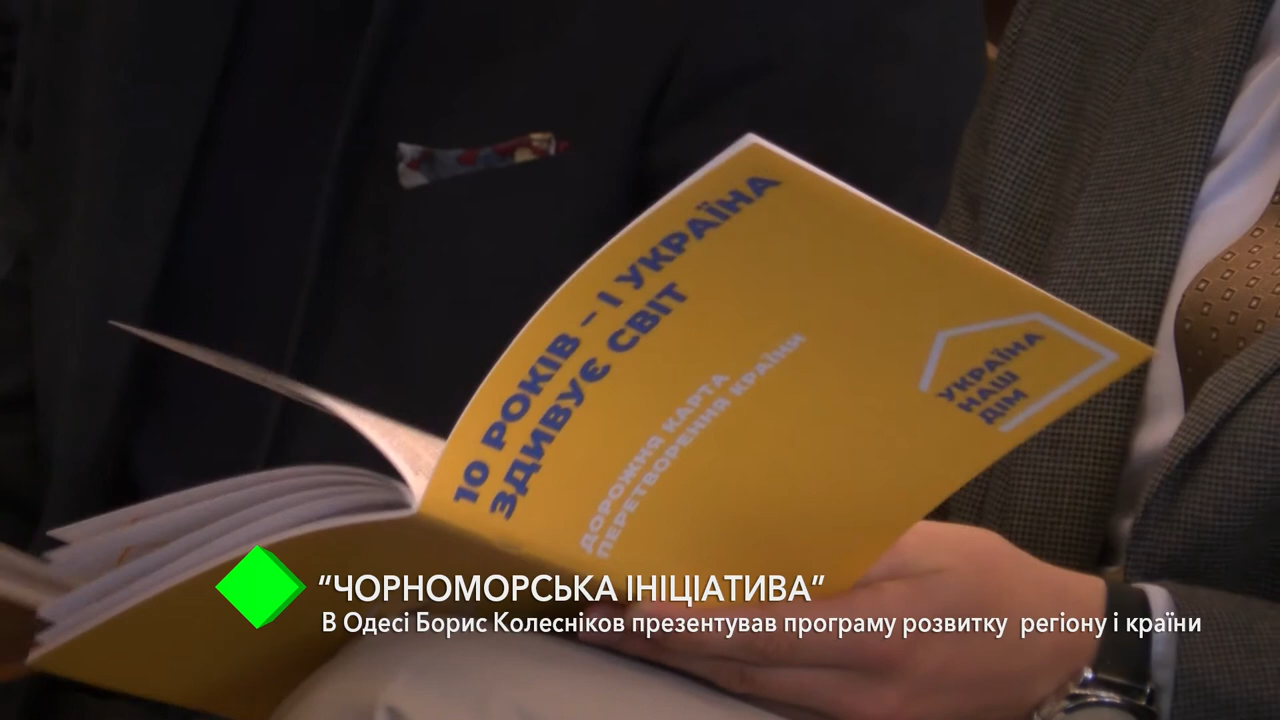 10 РОКІВ – І УКРАЇНА
ЗДИВУЄ СВІТ
ДОРОЖНЯ КАРТА
ПЕРЕТВОРЕННЯ КРАЇНИ
УКРАЇНА
НАШ
ДІМ
“ЧОРНОМОРСЬКА ІНІЦІАТИВА”
В Одесі Борис Колесніков презентував програму розвитку регіону і країни